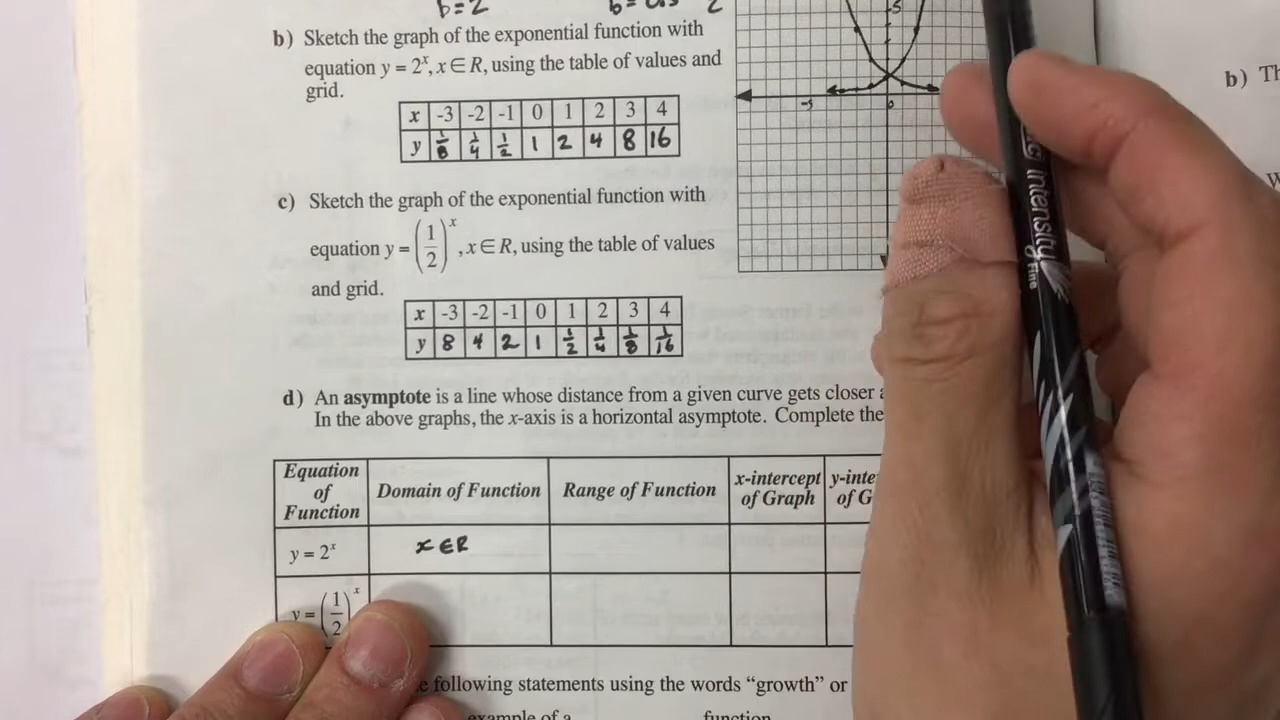 b=2
b) Sketch the graph of the exponential function with
equation y = 2ˣ, x ∈ R, using the table of values and
grid.
x -3 -2 -1 0 1 2 3 4
y 1/8 1/4 1/2 1 2 4 8 16
-5 0
5
c) Sketch the graph of the exponential function with
equation y = (1/2)ˣ, x ∈ R, using the table of values
and grid.
x -3 -2 -1 0 1 2 3 4
y 8 4 2 1 1/2 1/4 1/8 1/16
d) An asymptote is a line whose distance from a given curve gets closer
In the above graphs, the x-axis is a horizontal asymptote. Complete the
Equation of Function
Domain of Function
Range of Function
x-intercept of Graph
y-inte
of G
y = 2ˣ
x ∈ R
y = (1/2)ˣ
following statements using the words “growth” or
example of a function
b) Th
intensity
Fine